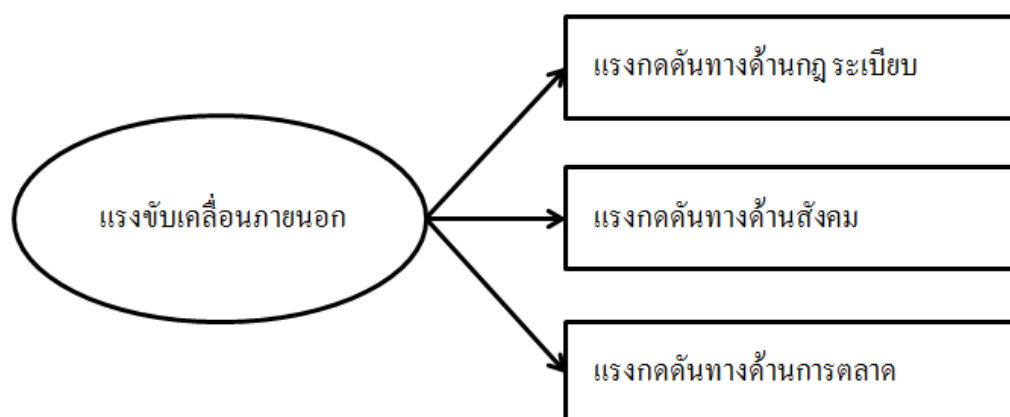 แรงกดดันทางด้านกฎ ระเบียบ
แรงขับเคลื่อนภายนอก
แรงกดดันทางด้านสังคม
แรงกดดันทางด้านการตลาด